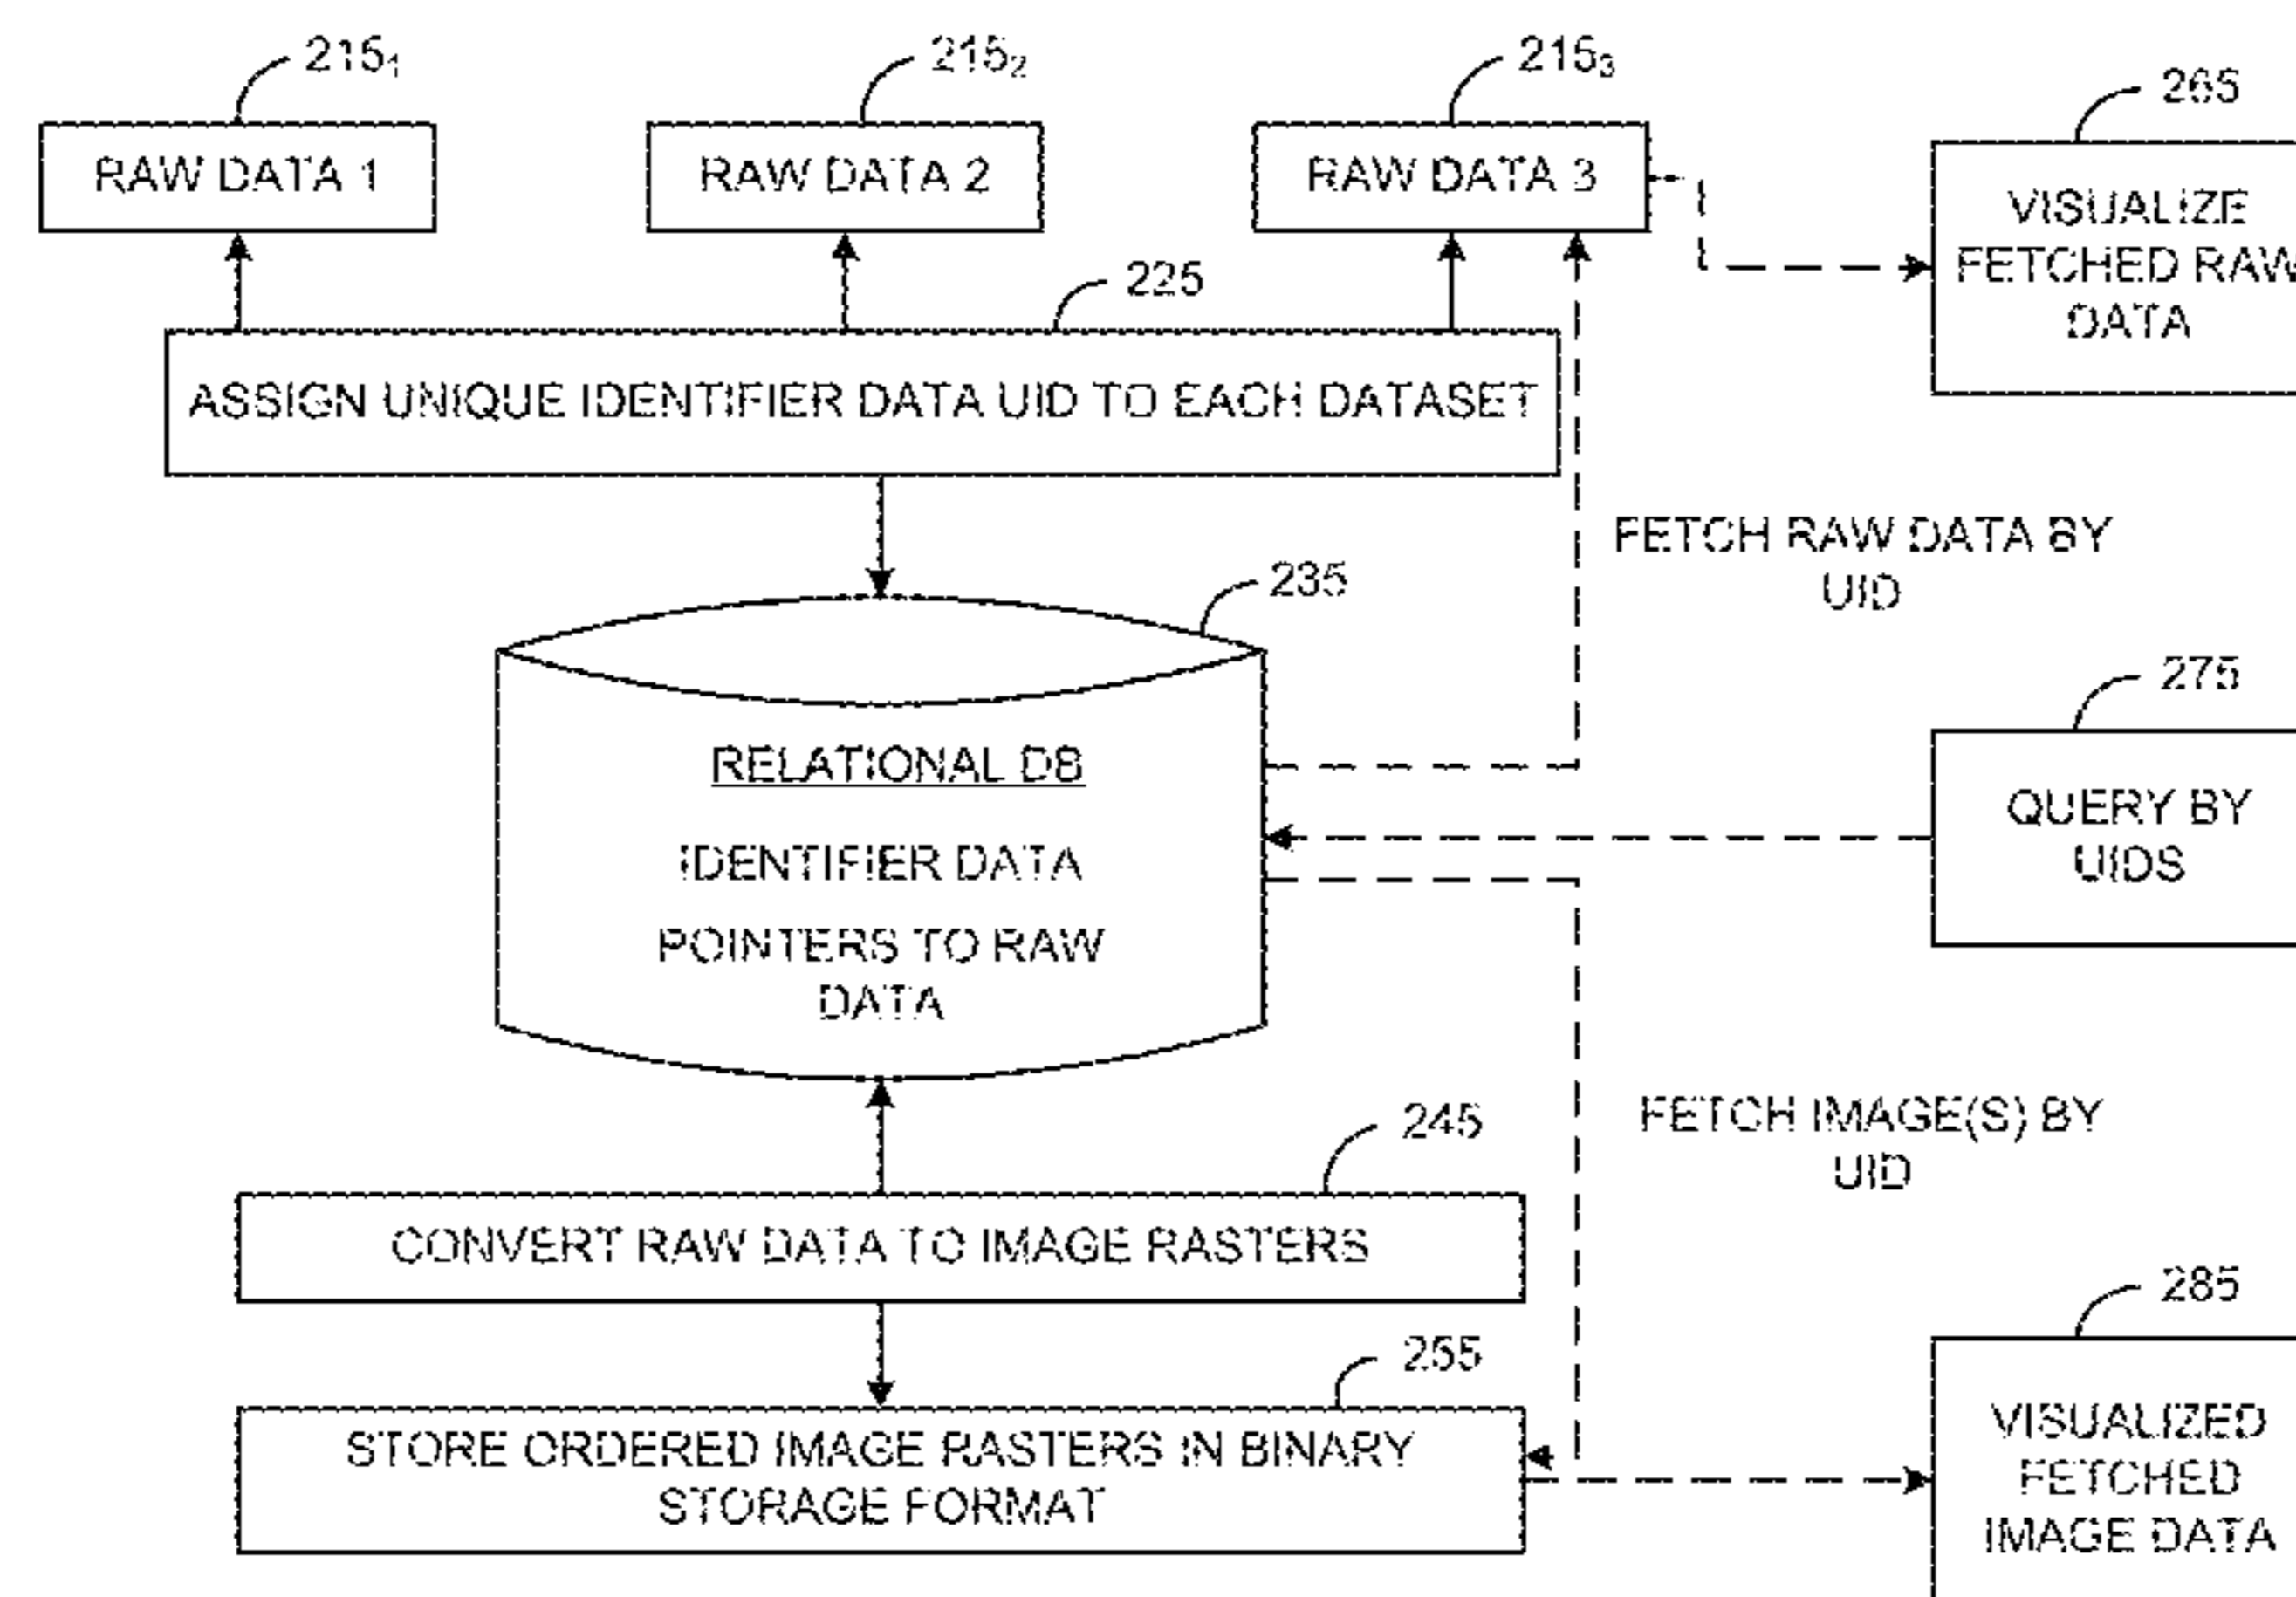 215₁
215₂
215₃
265
RAW DATA 1
RAW DATA 2
RAW DATA 3
VISUALIZE
FETCHED RAW
DATA
225
ASSIGN UNIQUE IDENTIFIER DATA UID TO EACH DATASET
FETCH RAW DATA BY
UID
235
RELATIONAL DB
IDENTIFIER DATA
POINTERS TO RAW
DATA
275
QUERY BY
UIDS
FETCH IMAGE(S) BY
UID
245
CONVERT RAW DATA TO IMAGE RASTERS
255
STORE ORDERED IMAGE RASTERS IN BINARY
STORAGE FORMAT
285
VISUALIZED
FETCHED
IMAGE DATA